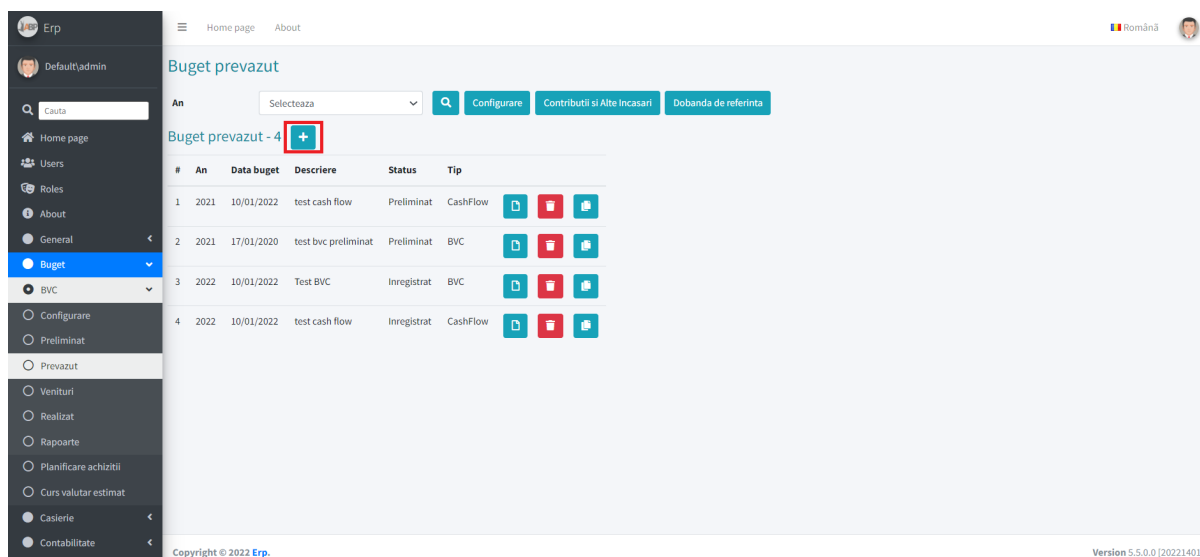 Erp
Home page About
Română
Default\admin
Cauta
Home page
Users
Roles
About
General
Buget
BVC
Configurare
Preliminat
Prevazut
Venituri
Realizat
Rapoarte
Planificare achizitii
Curs valutar estimat
Casierie
Contabilitate
Buget prevazut
An Selecteaza Configurare Contributii si Alte Incasari Dobanda de referinta
Buget prevazut - 4 +
# An Data buget Descriere Status Tip
1 2021 10/01/2022 test cash flow Preliminat CashFlow
2 2021 17/01/2020 test bvc preliminat Preliminat BVC
3 2022 10/01/2022 Test BVC Inregistrat BVC
4 2022 10/01/2022 test cash flow Inregistrat CashFlow
Copyright © 2022 Erp.
Version 5.5.0.0 [20221401